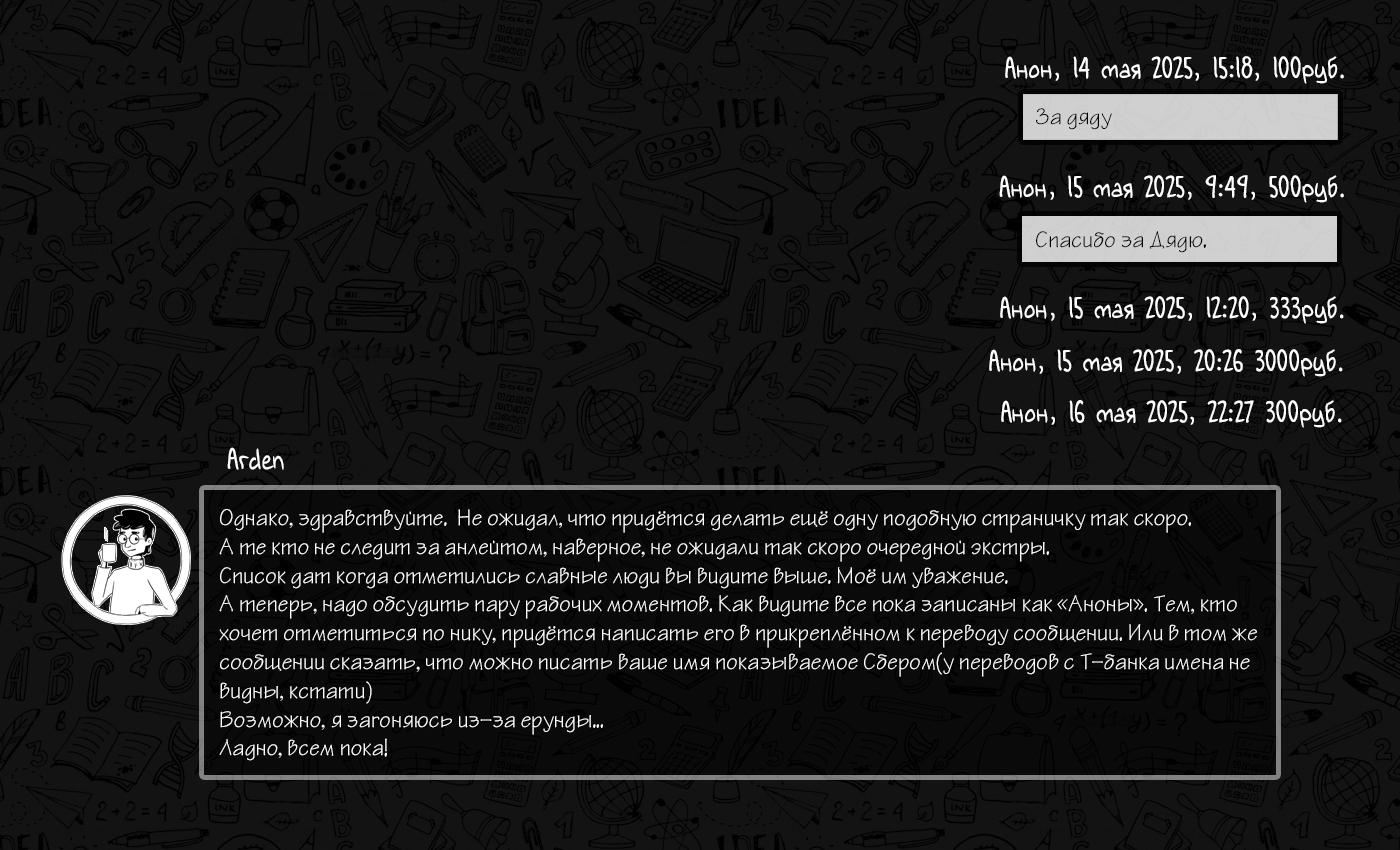 Анон, 14 мая 2025, 15:18, 100руб.
За дяду
Анон, 15 мая 2025, 9:49, 500руб.
Спасибо за Дядю.
Анон, 15 мая 2025, 12:20, 333руб.
Анон, 15 мая 2025, 20:26 3000руб.
Анон, 16 мая 2025, 22:27 300руб.
Arden
Однако, здравствуйте. Не ожидал, что придётся делать ещё одну подобную страничку так скоро.
А те кто не следит за анлейтом, наверное, не ожидали так скоро очередной экстры.
Список дат когда отметились славные люди вы видите выше. Моё им уважение.
А теперь, надо обсудить пару рабочих моментов. Как видите все пока записаны как «Аноны». Тем, кто
хочет отметиться по нику, придётся написать его в прикреплённом к переводу сообщении. Или в том же
сообщении сказать, что можно писать ваше имя показываемое Сбером(у переводов с Т-банка имена не
видны, кстати)
Возможно, я загоняюсь из-за ерунды...
Ладно, всем пока!